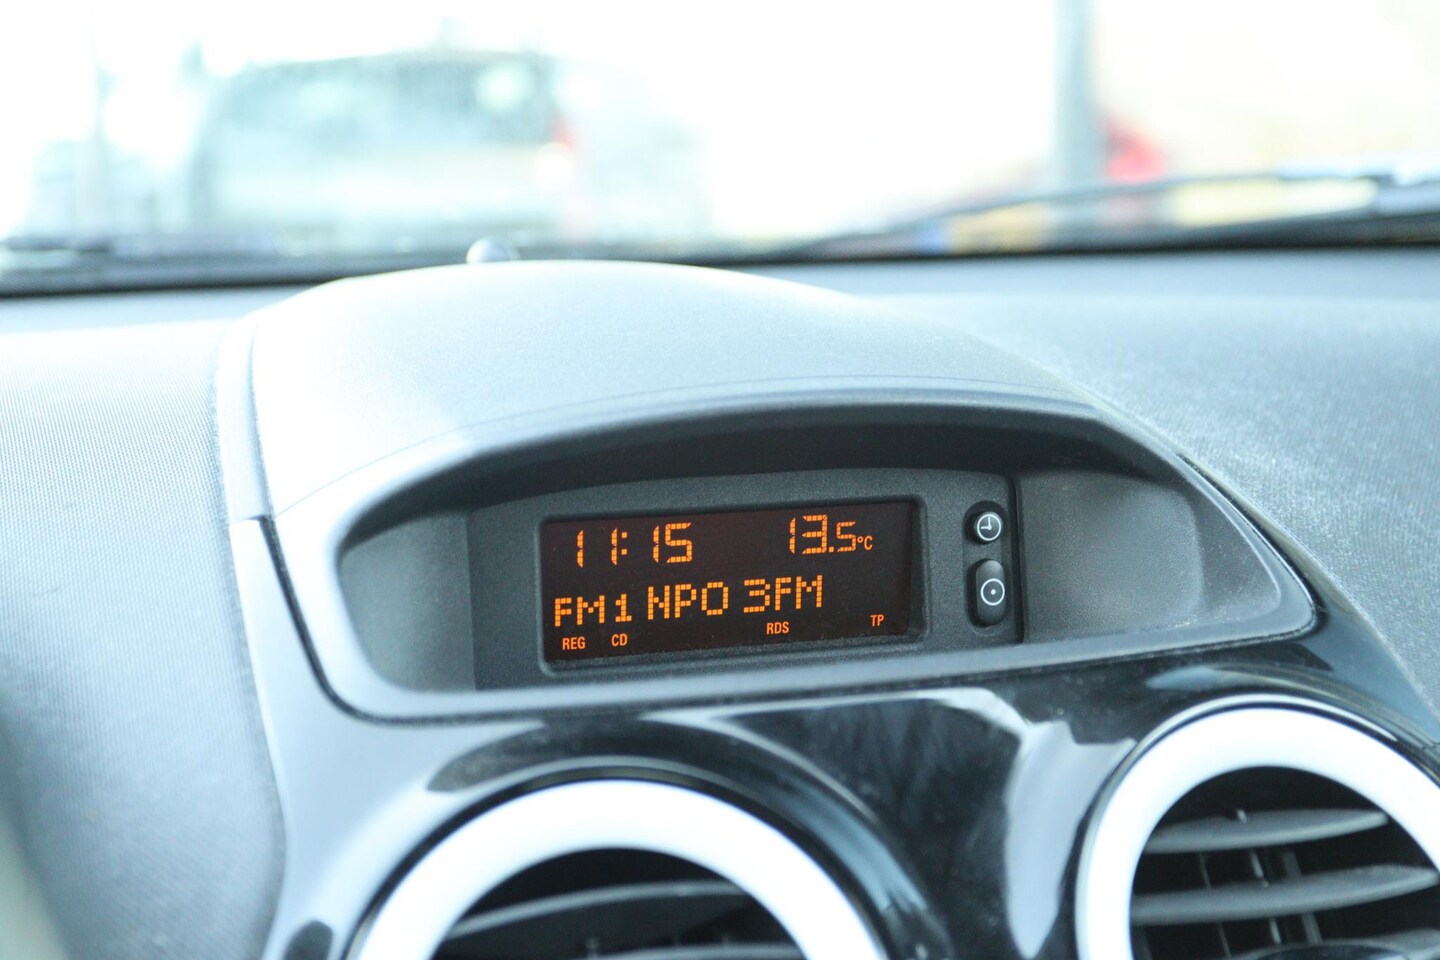 11:15 13.5°C
FM1 NPO 3FM
REG CD RDS TP